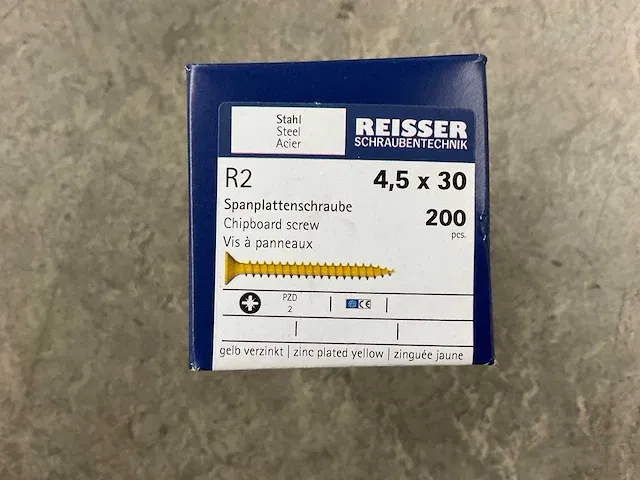 Stahl
Steel
Acier
REISSER
SCHRAUBENTECHNIK
R2
4,5 x 30
Spanplattenschraube
Chipboard screw
Vis à panneaux
200
pcs.
PZD
2
CE
gelb verzinkt | zinc plated yellow | zinguée jaune